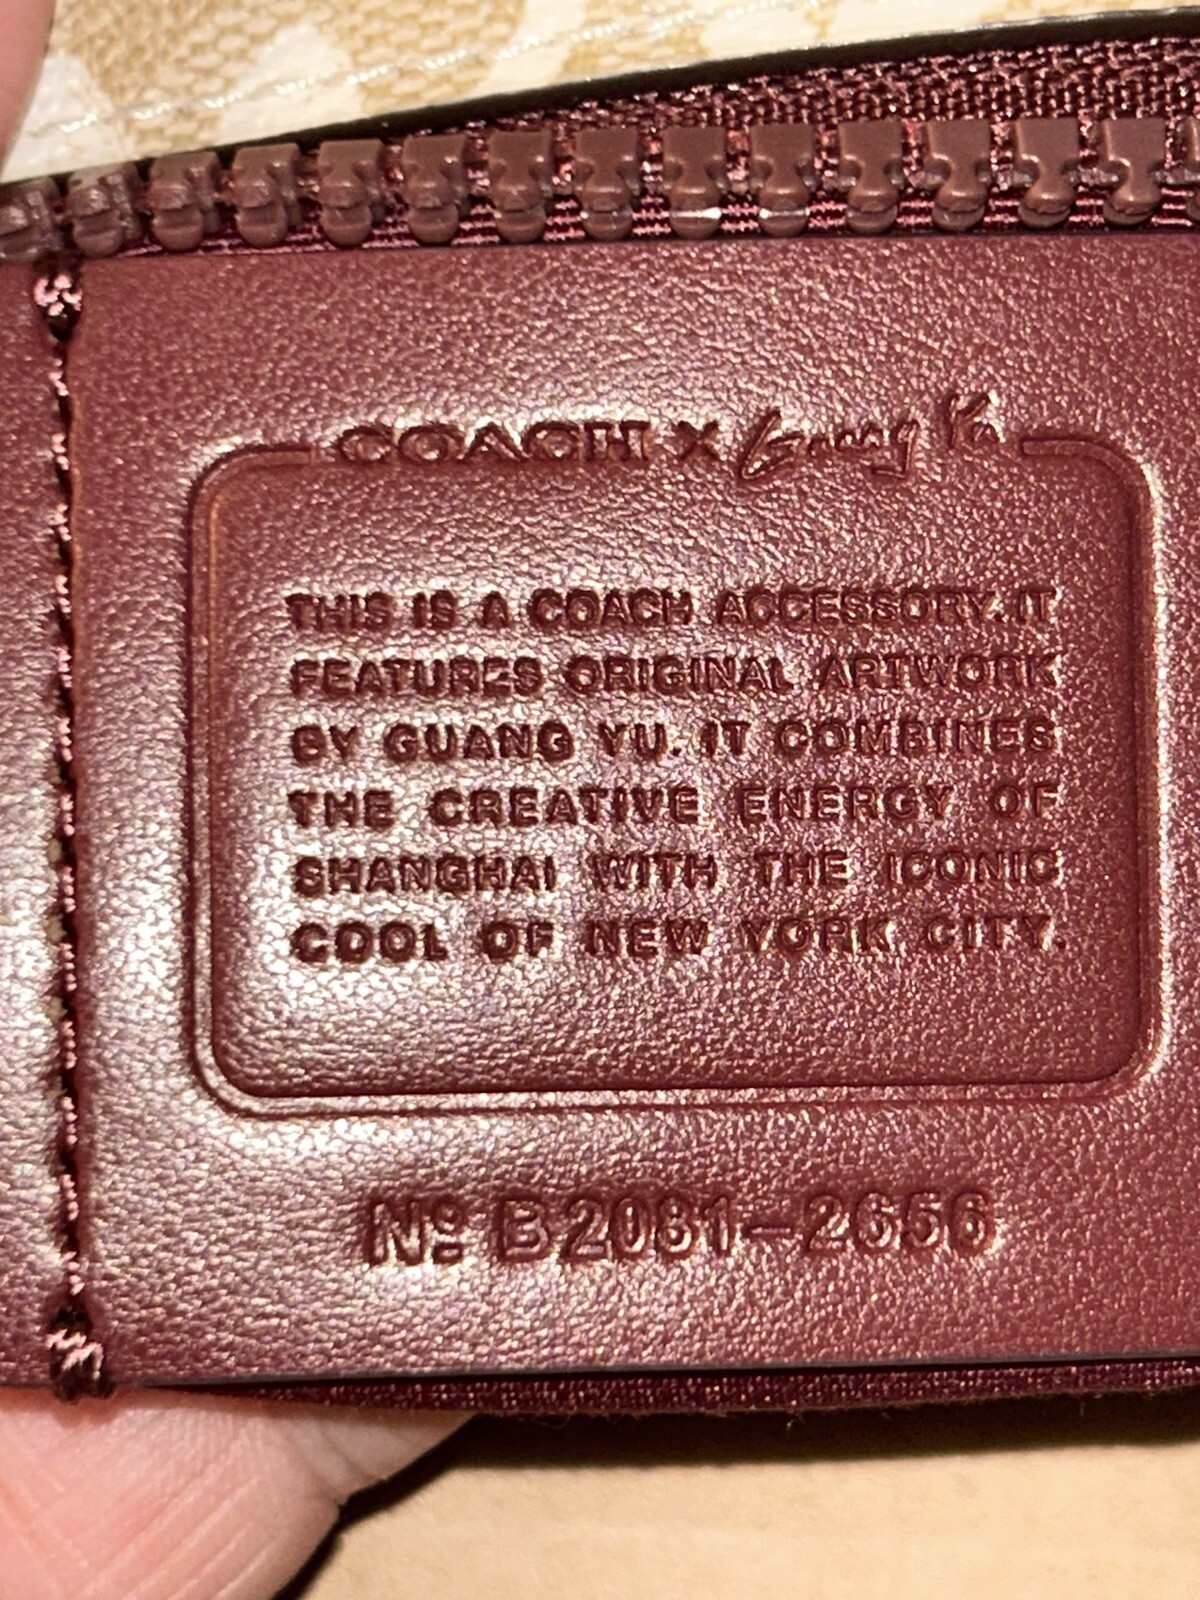 COACH X Guang Yu
THIS IS A COACH ACCESSORY. IT
FEATURES ORIGINAL ARTWORK
BY GUANG YU. IT COMBINES
THE CREATIVE ENERGY OF
SHANGHAI WITH THE ICONIC
COOL OF NEW YORK CITY.
Nº B2081-2656